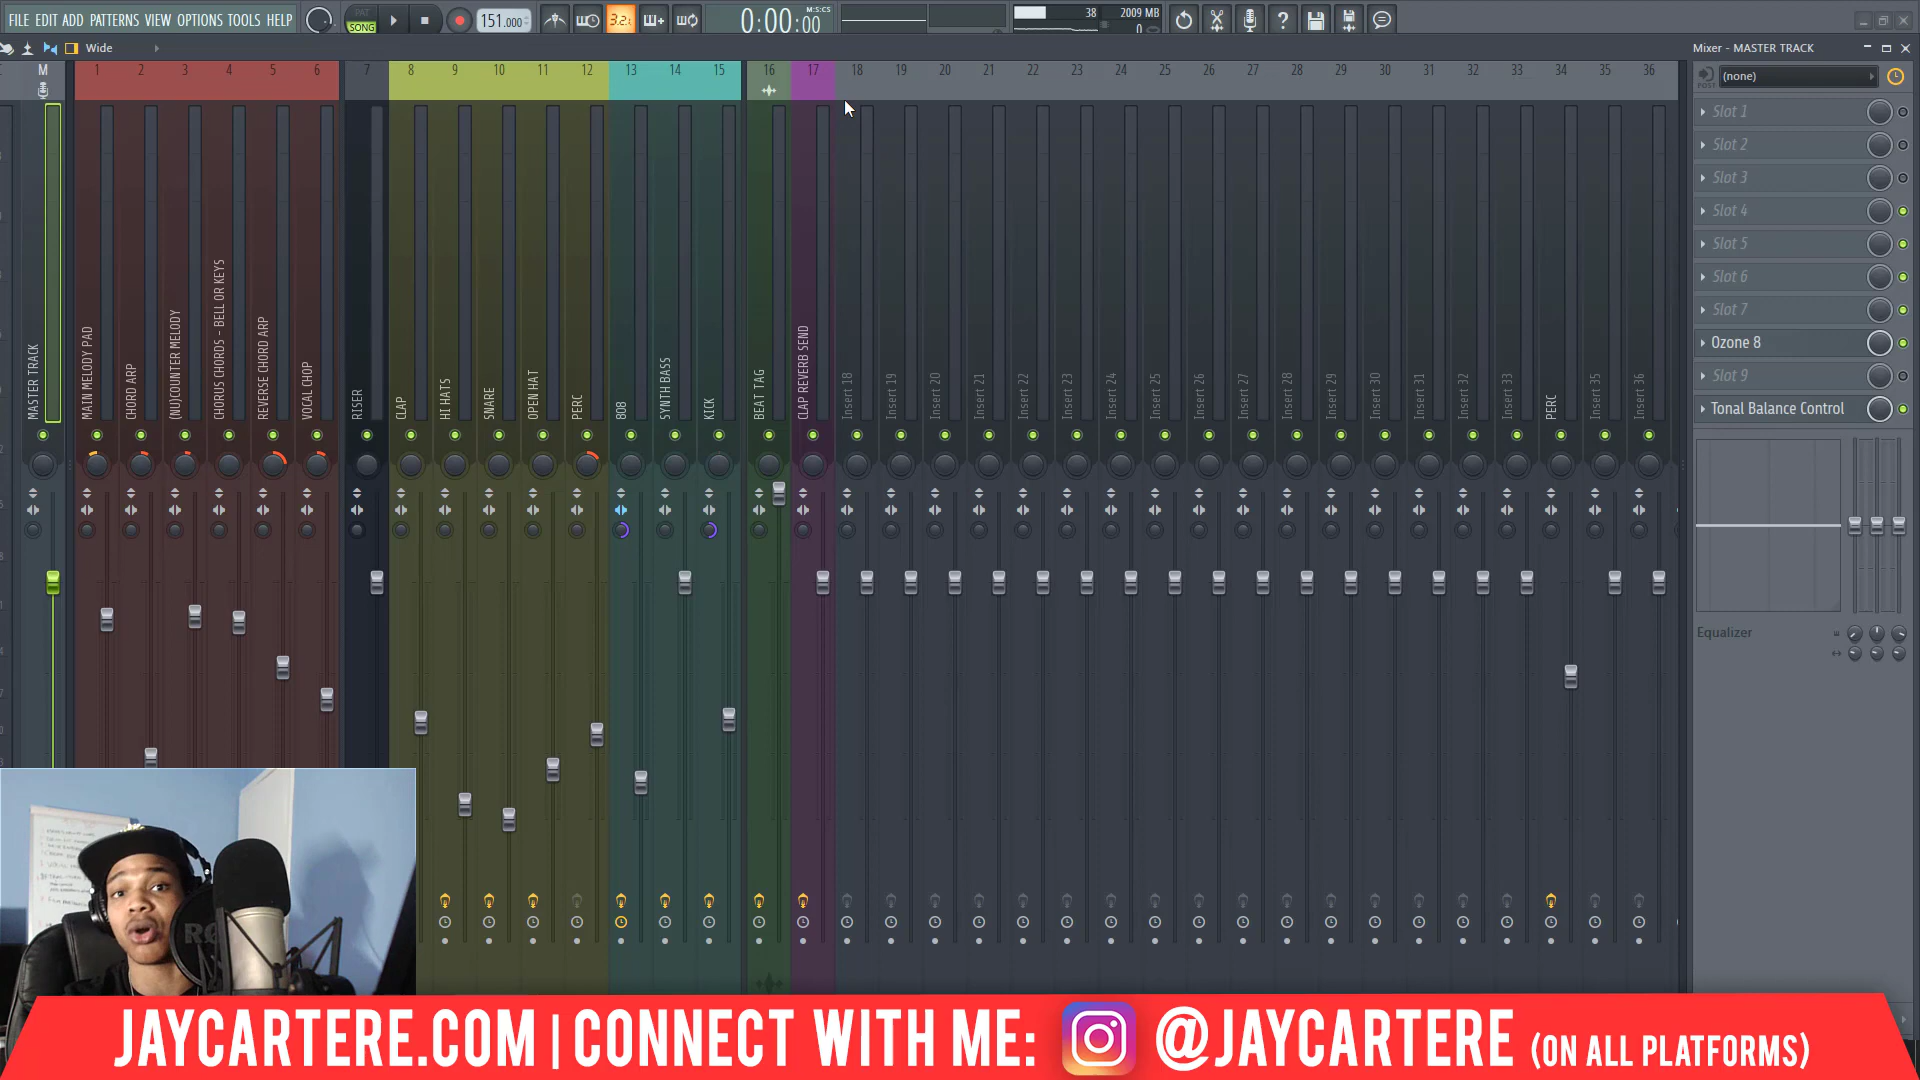 FILE EDIT ADD PATTERNS VIEW OPTIONS TOOLS HELP
PAT
SONG
151.000
3.2
0:00:00
M:S:CS
38
2009 MB
0
Wide
Mixer - MASTER TRACK
M 1 2 3 4 5 6 7 8 9 10 11 12 13 14 15 16 17 18 19 20 21 22 23 24 25 26 27 28 29 30 31 32 33 34 35 36
MASTER TRACK
MAIN MELODY PAD
CHORD ARP
(NU)COUNTER MELODY
CHORUS CHORDS - BELL OR KEYS
REVERSE CHORD ARP
VOCAL CHOP
RISER
CLAP
HI HATS
SNARE
OPEN HAT
PERC
808
SYNTH BASS
KICK
BEAT TAG
CLAP REVERB SEND
Insert 18
Insert 19
Insert 20
Insert 21
Insert 22
Insert 23
Insert 24
Insert 25
Insert 26
Insert 27
Insert 28
Insert 29
Insert 30
Insert 31
Insert 32
Insert 33
PERC
Insert 35
Insert 36
POST
(none)
Slot 1
Slot 2
Slot 3
Slot 4
Slot 5
Slot 6
Slot 7
Ozone 8
Slot 9
Tonal Balance Control
Equalizer
JAYCARTERE.COM | CONNECT WITH ME: @JAYCARTERE (ON ALL PLATFORMS)